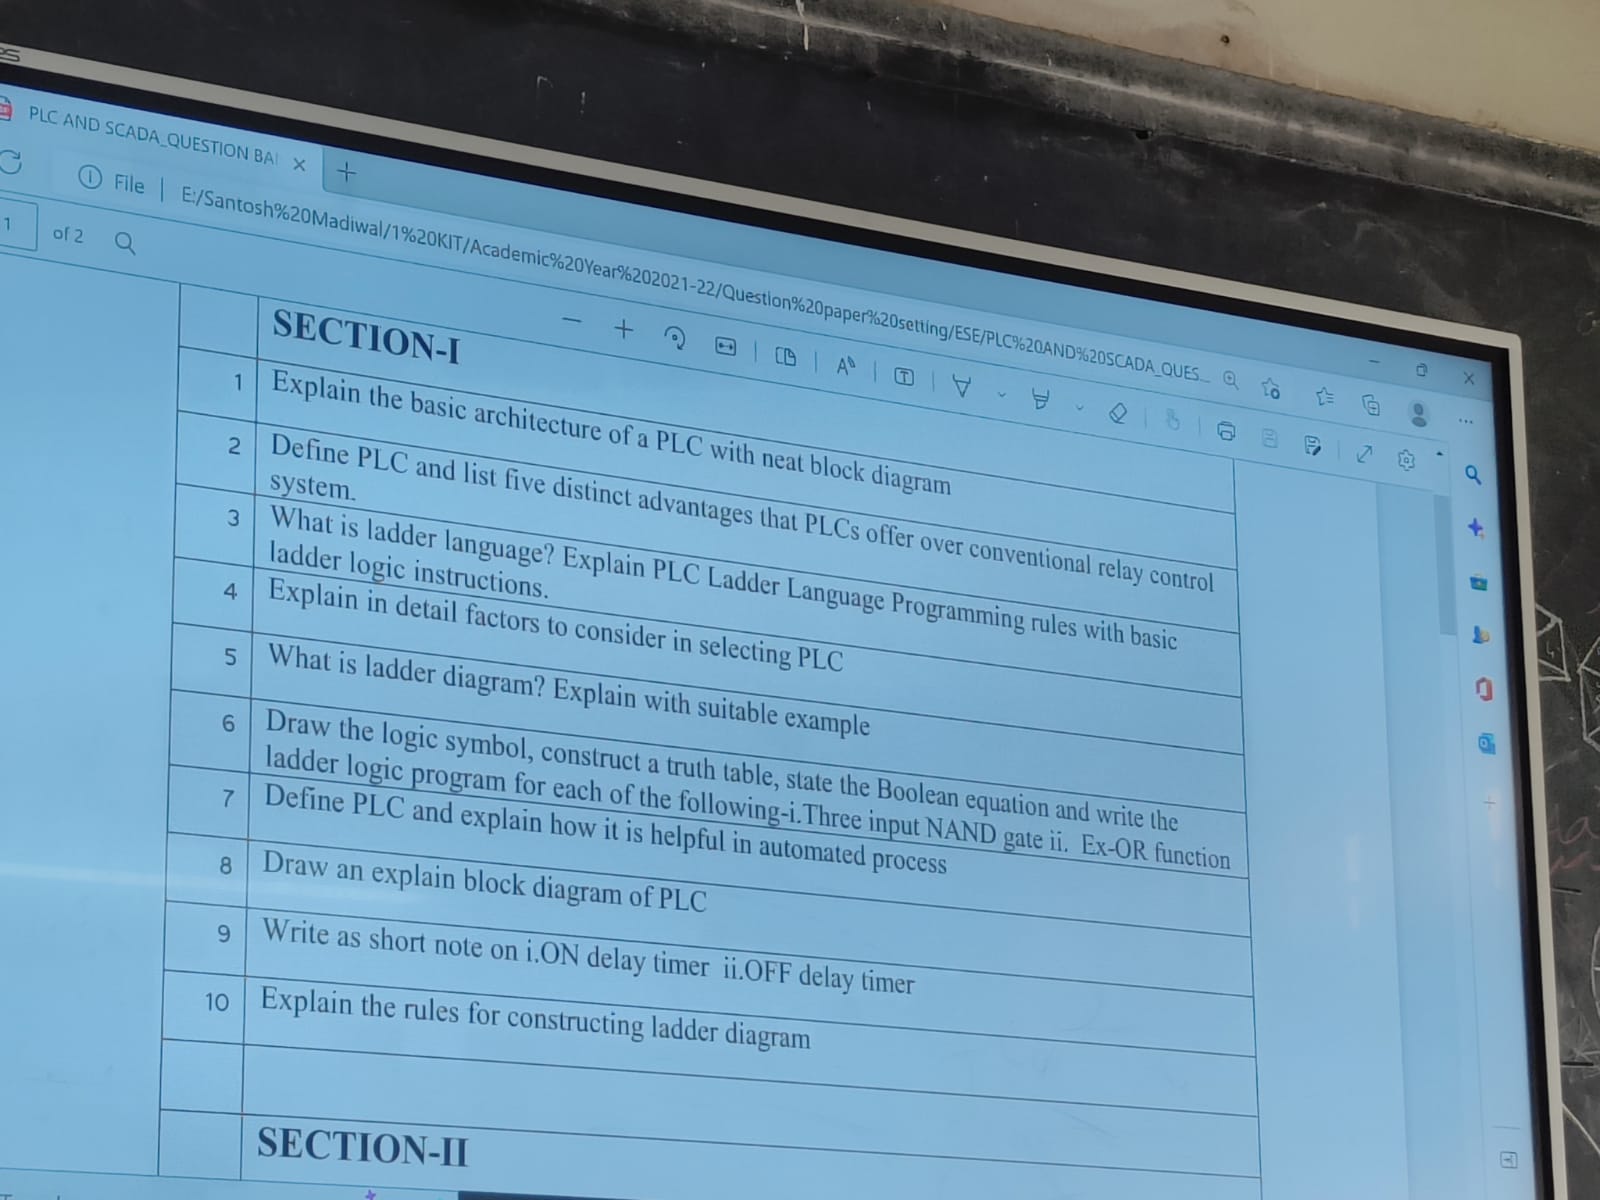 PLC AND SCADA_QUESTION BA
File
E:/Santosh%20Madiwal/1%20KIT/Academic%20Year%202021-22/Question%20paper%20setting/ESE/PLC%20AND%20SCADA_QUES...
1 of 2
SECTION-I
1 Explain the basic architecture of a PLC with neat block diagram
2 Define PLC and list five distinct advantages that PLCs offer over conventional relay control
system.
3 What is ladder language? Explain PLC Ladder Language Programming rules with basic
ladder logic instructions.
4 Explain in detail factors to consider in selecting PLC
5 What is ladder diagram? Explain with suitable example
6 Draw the logic symbol, construct a truth table, state the Boolean equation and write the
ladder logic program for each of the following-i.Three input NAND gate ii. Ex-OR function
7 Define PLC and explain how it is helpful in automated process
8 Draw an explain block diagram of PLC
9 Write as short note on i.ON delay timer ii.OFF delay timer
10 Explain the rules for constructing ladder diagram
SECTION-II